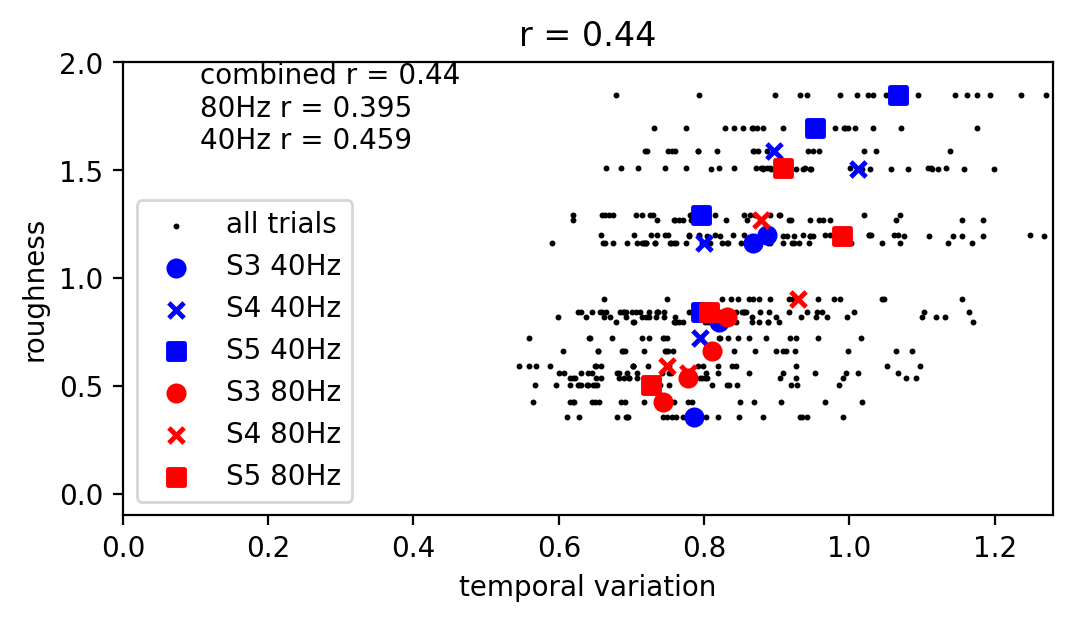 r = 0.44
combined r = 0.44
80Hz r = 0.395
40Hz r = 0.459
all trials
S3 40Hz
S4 40Hz
S5 40Hz
S3 80Hz
S4 80Hz
S5 80Hz
roughness
2.0
1.5
1.0
0.5
0.0
0.0 0.2 0.4 0.6 0.8 1.0 1.2
temporal variation